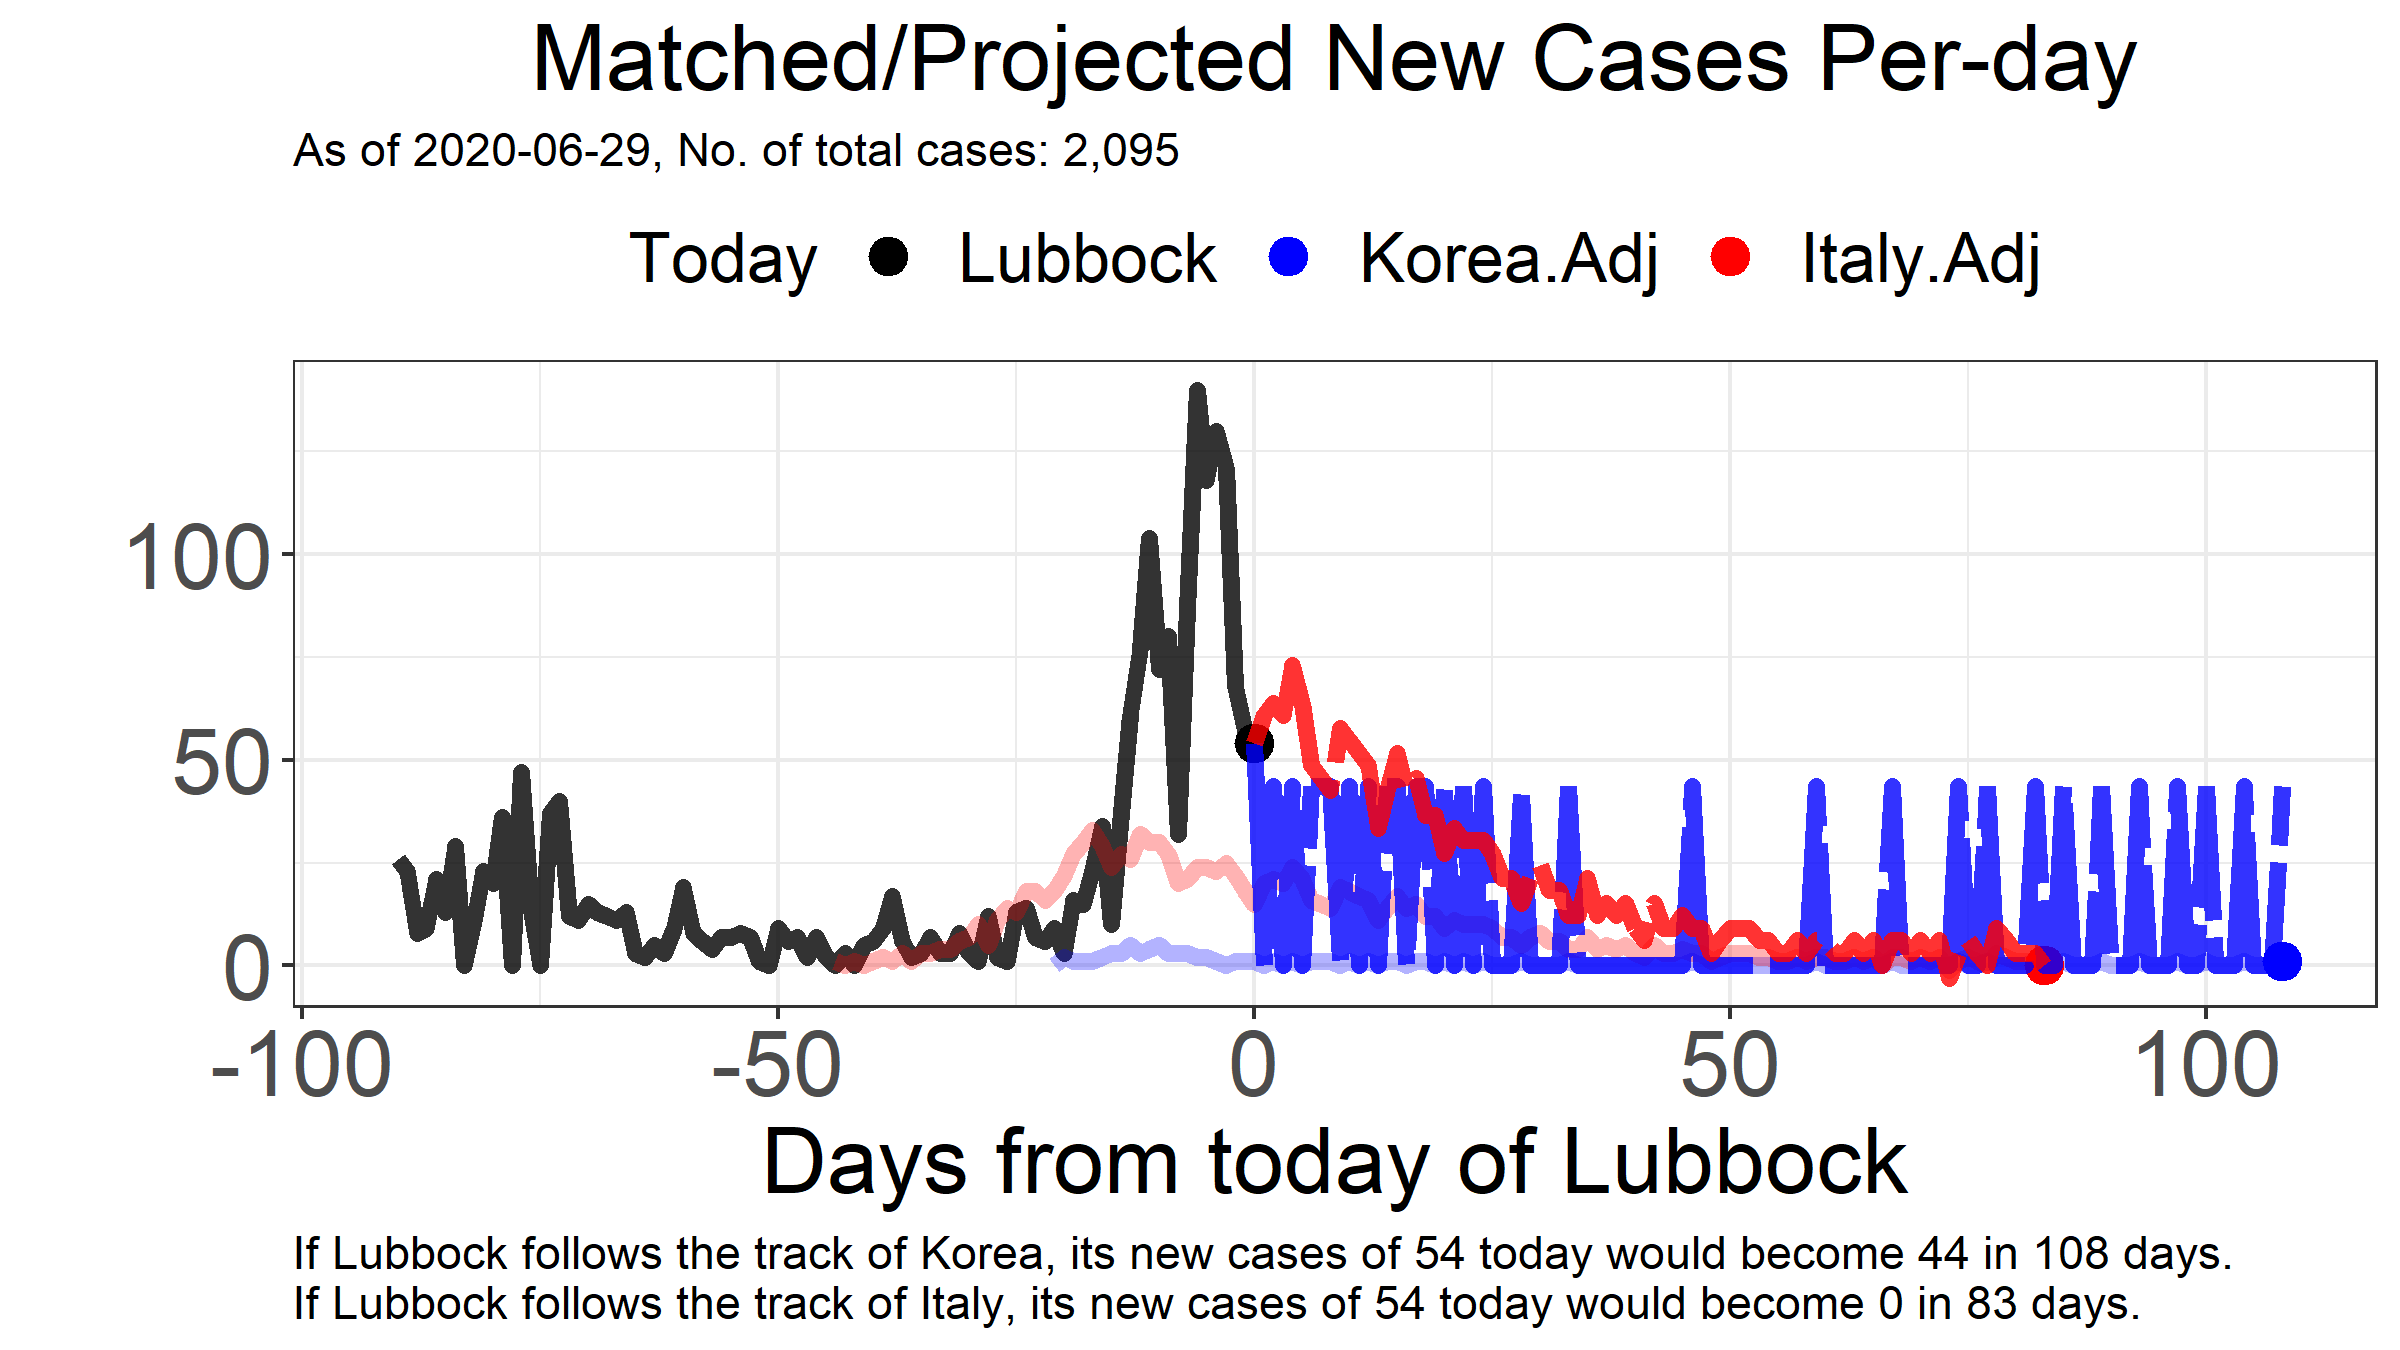 Matched/Projected New Cases Per-day
As of 2020-06-29, No. of total cases: 2,095
Today Lubbock Korea.Adj Italy.Adj
100
50
0
-100 -50 0 50 100
Days from today of Lubbock
If Lubbock follows the track of Korea, its new cases of 54 today would become 44 in 108 days.
If Lubbock follows the track of Italy, its new cases of 54 today would become 0 in 83 days.